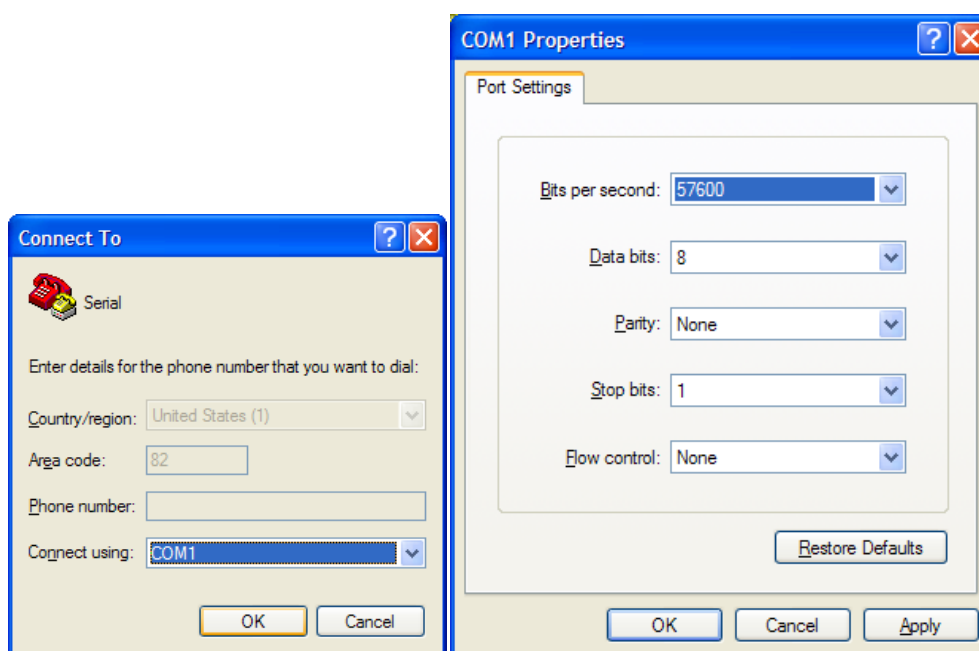 Connect To
Serial
Enter details for the phone number that you want to dial:
Country/region: United States (1)
Area code: 82
Phone number:
Connect using: COM1
OK Cancel
COM1 Properties
Port Settings
Bits per second: 57600
Data bits: 8
Parity: None
Stop bits: 1
Flow control: None
Restore Defaults
OK Cancel Apply